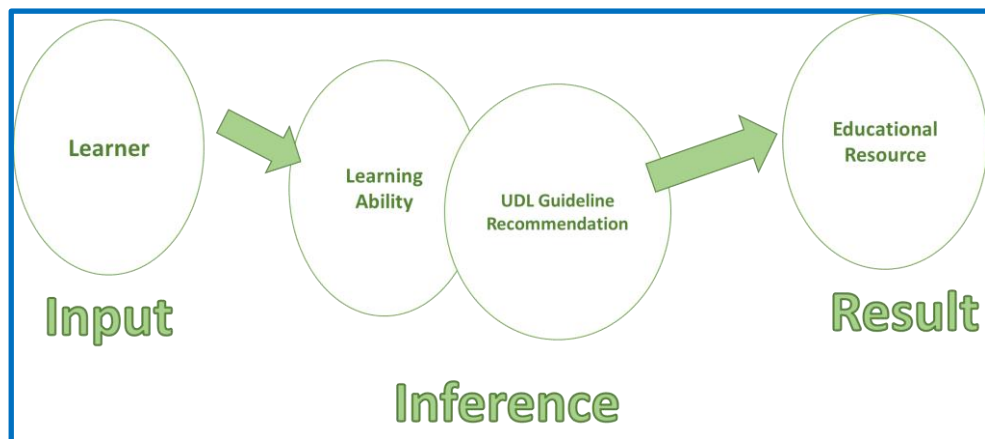 Learner
Learning
Ability
UDL Guideline
Recommendation
Educational
Resource
Input
Inference
Result